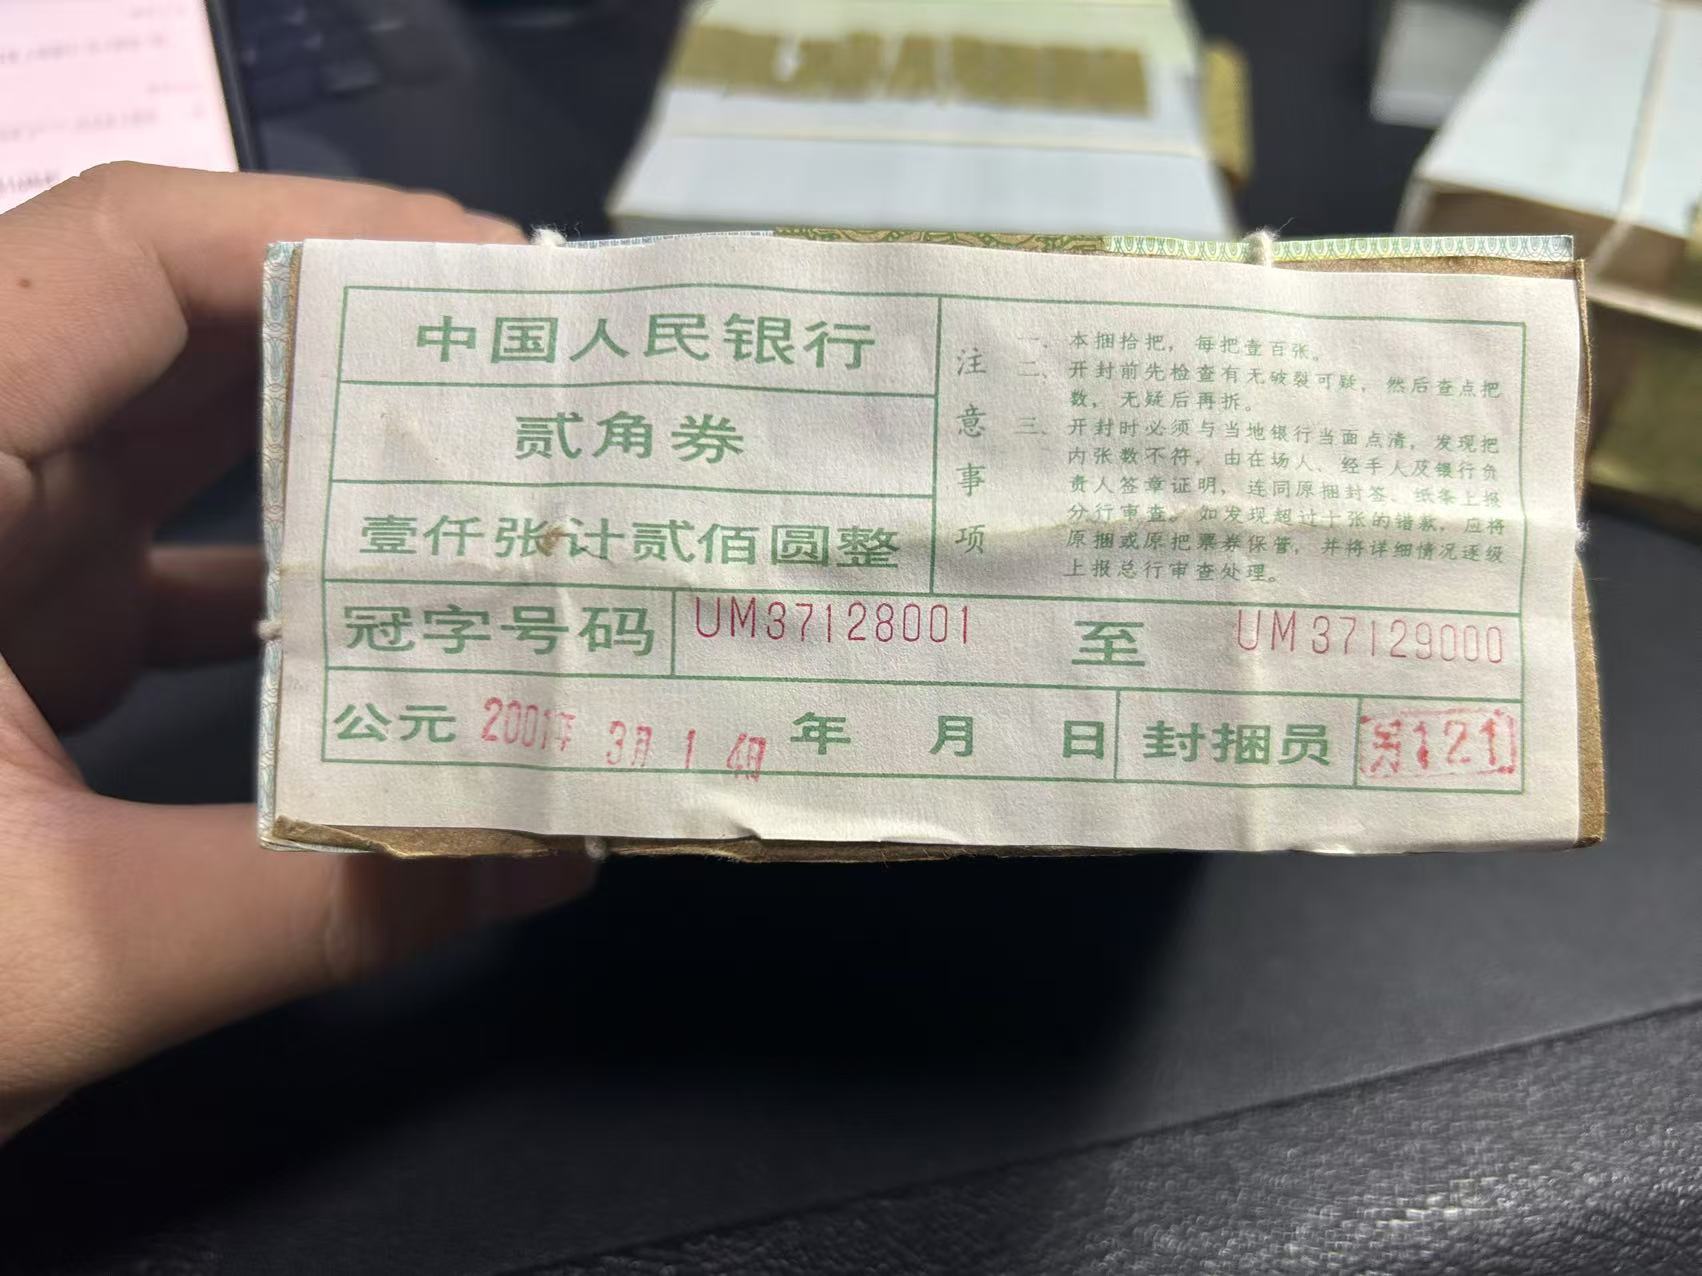 中国人民银行
贰角券
壹仟张计贰佰圆整
注意事项
一、本捆拾把，每把壹百张。
二、开封前先检查有无破裂可疑，然后查点把
数，无疑后再拆。
三、开封时必须与当地银行当面点清，发现把
内张数不符，由在场人、经手人及银行负
责人签章证明，连同原捆封签、纸条上报
分行审查。如发现超过十张的错款，应将
原捆或原把票券保管，并将详细情况逐级
上报总行审查处理。
冠字号码 UM37128001 至 UM37129000
公元 2001年 3月 1 4日 年 月 日 封捆员 121